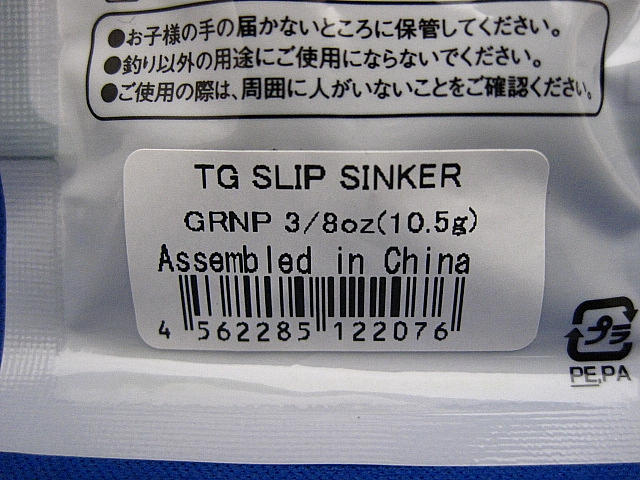 ●お子様の手の届かないところに保管してください。
●釣り以外の用途にご使用にならないでください。
●ご使用の際は、周囲に人がいないことをご確認ください。
TG SLIP SINKER
GRNP 3/8oz(10.5g)
Assembled in China
4 562285 122076
プラ
PE,PA